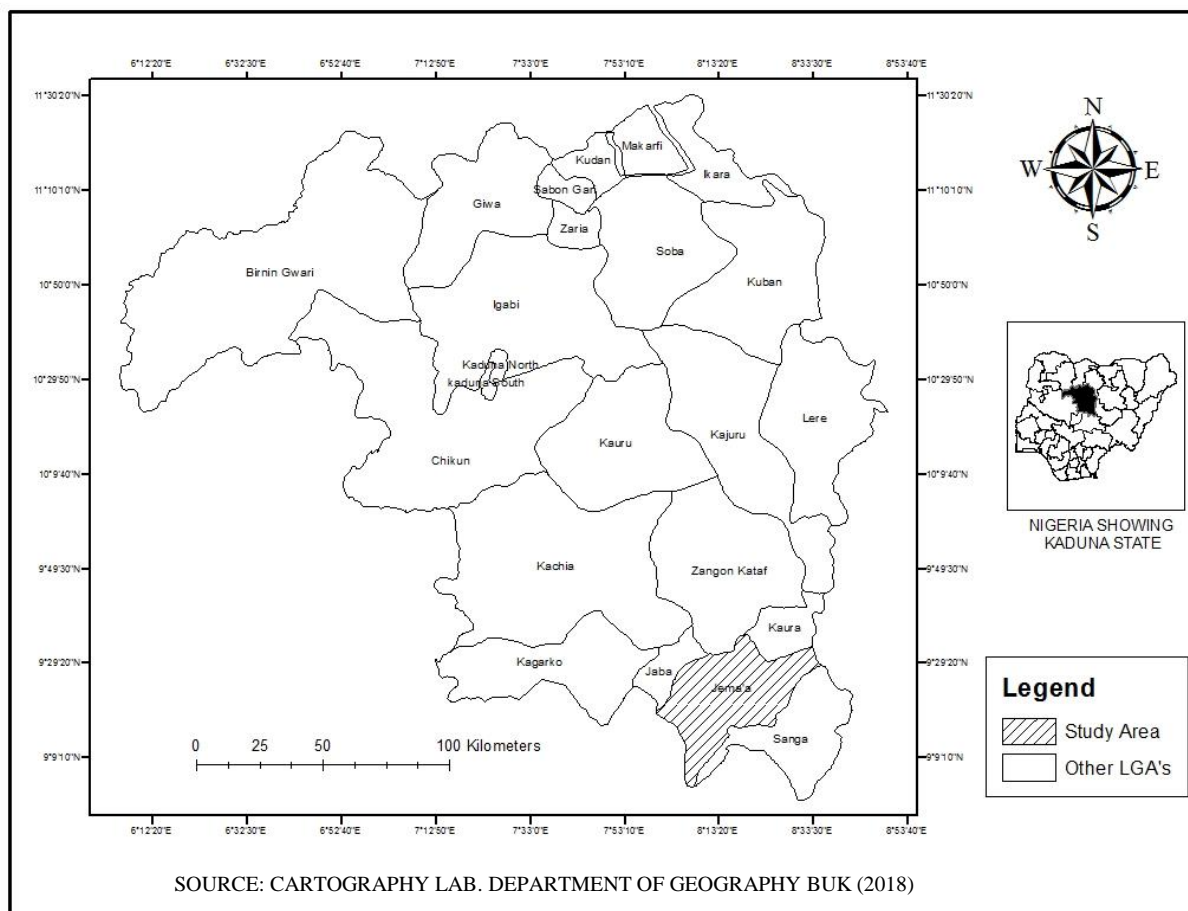 6°12'20"E 6°32'30"E 6°52'40"E 7°12'50"E 7°33'0"E 7°53'10"E 8°13'20"E 8°33'30"E 8°53'40"E
11°30'20"N 11°30'20"N
11°10'10"N 11°10'10"N
10°50'0"N 10°50'0"N
10°29'50"N 10°29'50"N
10°9'40"N 10°9'40"N
9°49'30"N 9°49'30"N
9°29'20"N 9°29'20"N
9°9'10"N 9°9'10"N
Makarfi
Kudan
Ikara
Sabon Gari
Giwa
Zaria
Soba
Birnin Gwari
Kuban
Igabi
Kaduna North
kaduna South
Lere
Kajuru
Kauru
Chikun
Kachia
Zangon Kataf
Kaura
Kagarko
Jaba
Jema'a
Sanga
0 25 50 100 Kilometers
6°12'20"E 6°32'30"E 6°52'40"E 7°12'50"E 7°33'0"E 7°53'10"E 8°13'20"E 8°33'30"E 8°53'40"E
N
W E
S
NIGERIA SHOWING
KADUNA STATE
Legend
Study Area
Other LGA's
SOURCE: CARTOGRAPHY LAB. DEPARTMENT OF GEOGRAPHY BUK (2018)